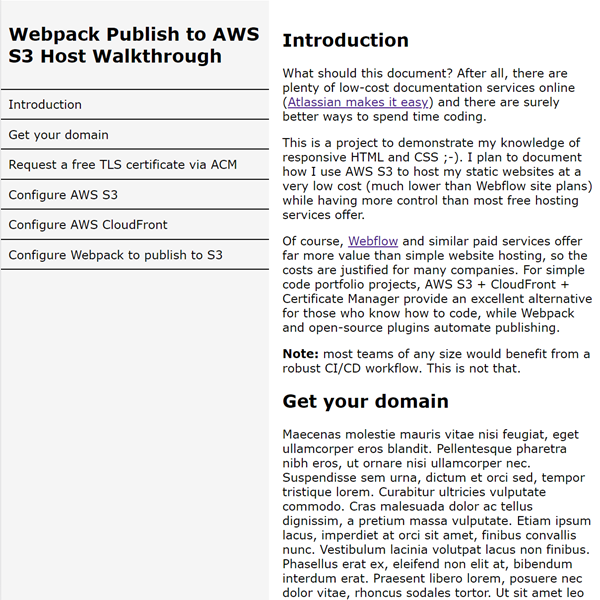 Webpack Publish to AWS
S3 Host Walkthrough
Introduction
Get your domain
Request a free TLS certificate via ACM
Configure AWS S3
Configure AWS CloudFront
Configure Webpack to publish to S3
Introduction
What should this document? After all, there are
plenty of low-cost documentation services online
(Atlassian makes it easy) and there are surely
better ways to spend time coding.
This is a project to demonstrate my knowledge of
responsive HTML and CSS ;-). I plan to document
how I use AWS S3 to host my static websites at a
very low cost (much lower than Webflow site plans)
while having more control than most free hosting
services offer.
Of course, Webflow and similar paid services offer
far more value than simple website hosting, so the
costs are justified for many companies. For simple
code portfolio projects, AWS S3 + CloudFront +
Certificate Manager provide an excellent alternative
for those who know how to code, while Webpack
and open-source plugins automate publishing.
Note: most teams of any size would benefit from a
robust CI/CD workflow. This is not that.
Get your domain
Maecenas molestie mauris vitae nisi feugiat, eget
ullamcorper eros blandit. Pellentesque pharetra
nibh eros, ut ornare nisi ullamcorper nec.
Suspendisse sem urna, dictum et orci sed, tempor
tristique lorem. Curabitur ultricies vulputate
commodo. Cras malesuada dolor ac tellus
dignissim, a pretium massa vulputate. Etiam ipsum
lacus, imperdiet at orci sit amet, finibus convallis
nunc. Vestibulum lacinia volutpat lacus non finibus.
Phasellus erat ex, eleifend non elit at, bibendum
interdum erat. Praesent libero lorem, posuere nec
dolor vitae, rhoncus sodales tortor. Ut sit amet leo